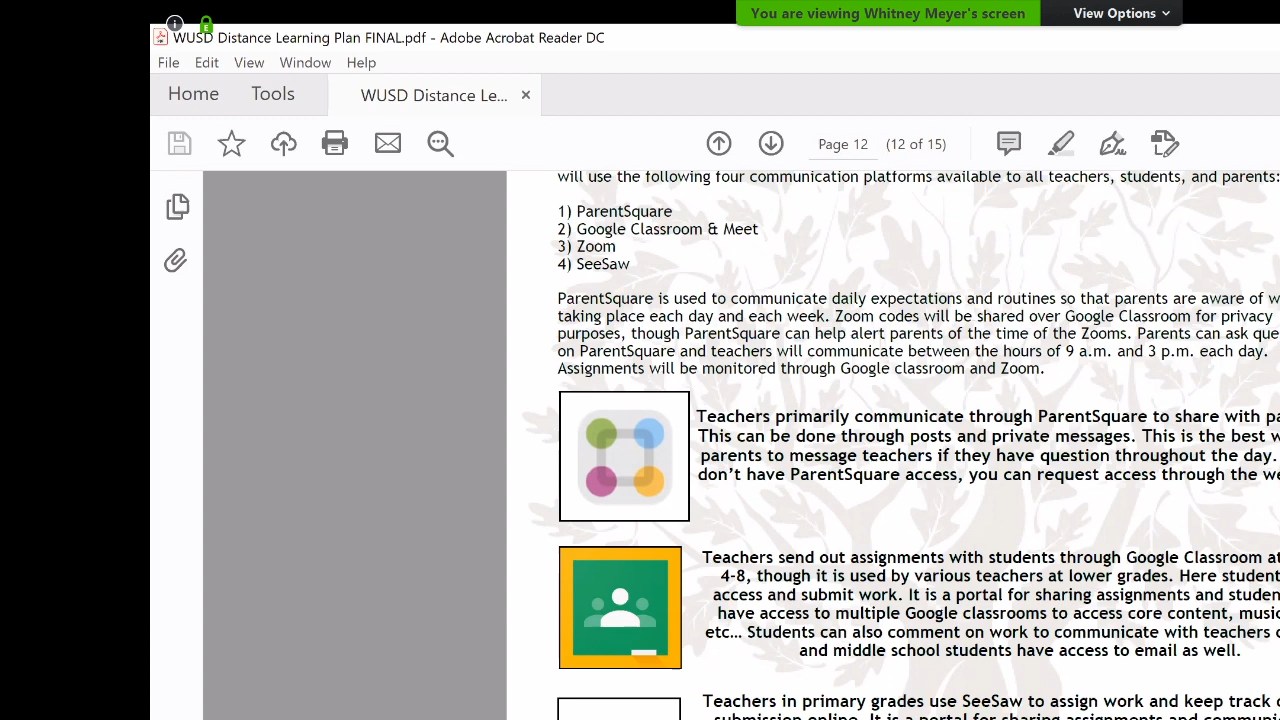 You are viewing Whitney Meyer's screen
View Options
WUSD Distance Learning Plan FINAL.pdf - Adobe Acrobat Reader DC
File Edit View Window Help
Home Tools WUSD Distance Le...
Page 12 (12 of 15)
will use the following four communication platforms available to all teachers, students, and parents:
1) ParentSquare
2) Google Classroom & Meet
3) Zoom
4) SeeSaw
ParentSquare is used to communicate daily expectations and routines so that parents are aware of w
taking place each day and each week. Zoom codes will be shared over Google Classroom for privacy
purposes, though ParentSquare can help alert parents of the time of the Zooms. Parents can ask que
on ParentSquare and teachers will communicate between the hours of 9 a.m. and 3 p.m. each day.
Assignments will be monitored through Google classroom and Zoom.
Teachers primarily communicate through ParentSquare to share with pa
This can be done through posts and private messages. This is the best w
parents to message teachers if they have question throughout the day.
don't have ParentSquare access, you can request access through the we
Teachers send out assignments with students through Google Classroom a
4-8, though it is used by various teachers at lower grades. Here student
access and submit work. It is a portal for sharing assignments and studen
have access to multiple Google classrooms to access core content, music
etc… Students can also comment on work to communicate with teachers
and middle school students have access to email as well.
Teachers in primary grades use SeeSaw to assign work and keep track
submission online. It is a portal for sharing assignments and